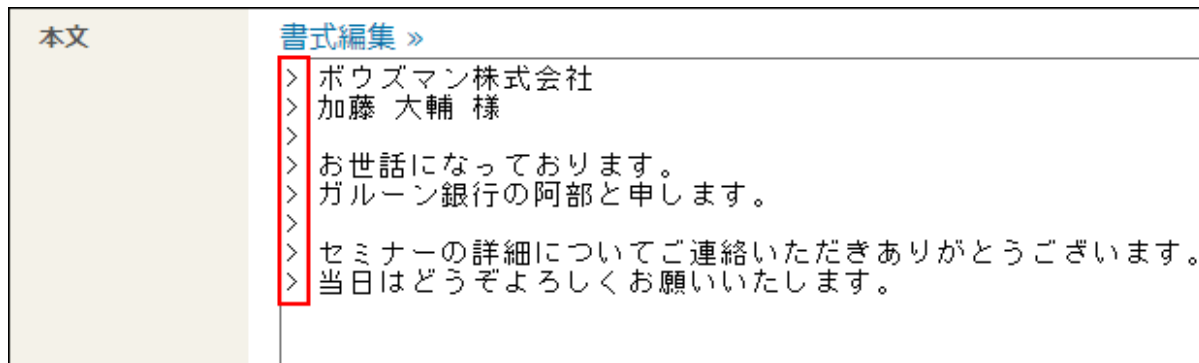 本文
書式編集 »
> ボウズマン株式会社
> 加藤 大輔 様
>
> お世話になっております。
> ガルーン銀行の阿部と申します。
>
> セミナーの詳細についてご連絡いただきありがとうございます。
> 当日はどうぞよろしくお願いいたします。